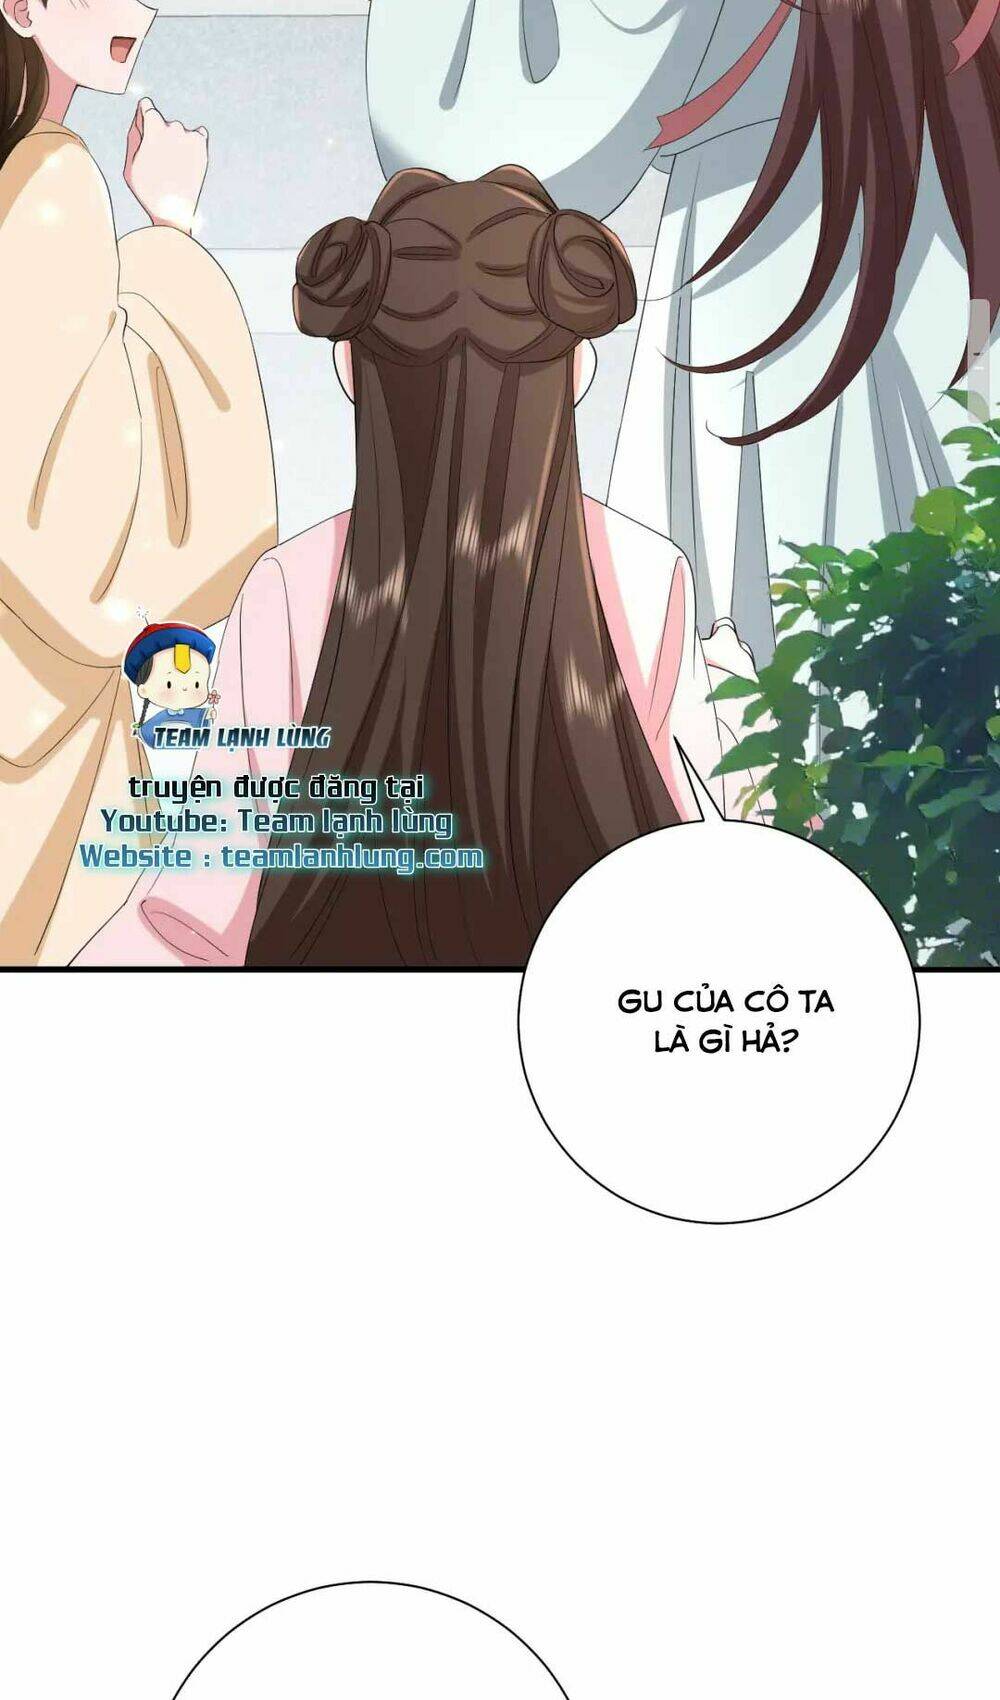 TEAM LẠNH LÙNG
truyện được đăng tại
Youtube: Team lạnh lùng
Website : teamlanhlung.com
GU CỦA CÔ TA
LÀ GÌ HẢ?